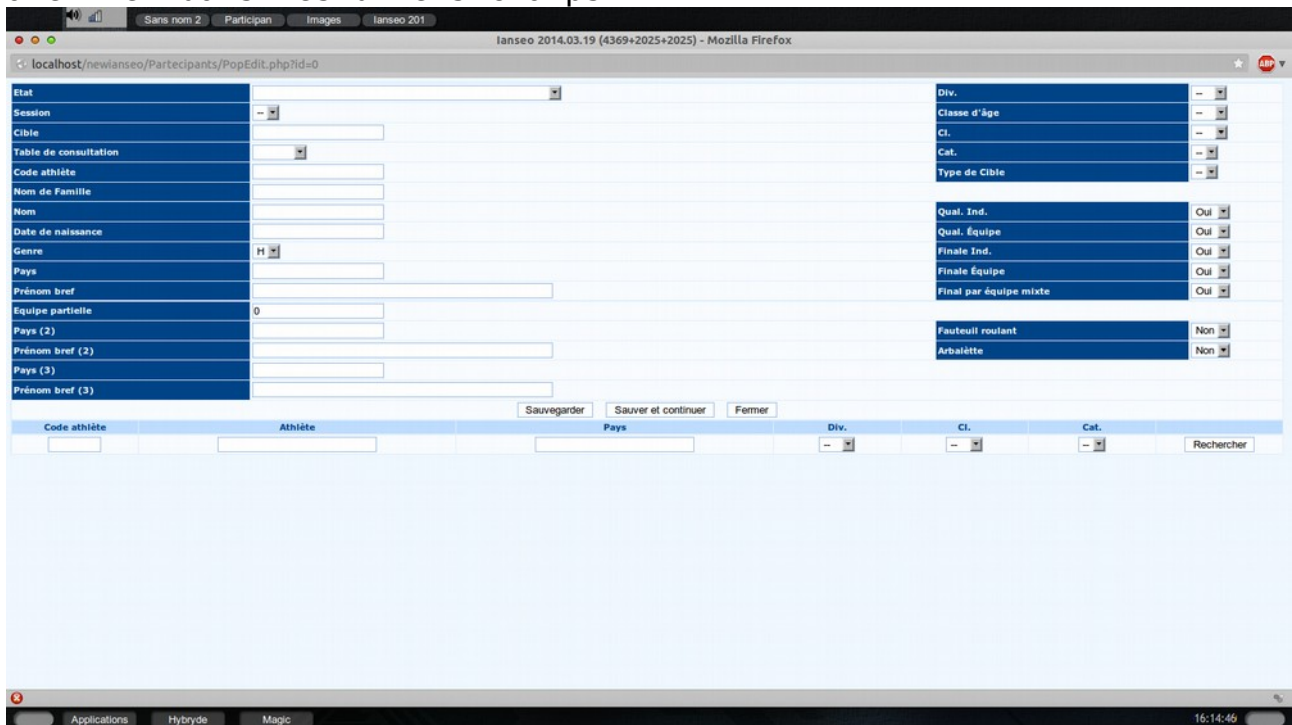 Sans nom 2 Participan Images Ianseo 201
Ianseo 2014.03.19 (4369+2025+2025) - Mozilla Firefox
localhost/newianseo/Partecipants/PopEdit.php?id=0 ABP
Etat Div. --
Session -- Classe d'âge --
Cible Cl. --
Table de consultation Cat. --
Code athlète Type de Cible --
Nom de Famille
Nom Qual. Ind. Oui
Date de naissance Qual. Équipe Oui
Genre H Finale Ind. Oui
Pays Finale Équipe Oui
Prénom bref Final par équipe mixte Oui
Equipe partielle 0
Pays (2) Fauteuil roulant Non
Prénom bref (2) Arbalètte Non
Pays (3)
Prénom bref (3)
Sauvegarder Sauver et continuer Fermer
Code athlète Athlète Pays Div. Cl. Cat.
-- -- -- Rechercher
Applications Hybryde Magic 16:14:46